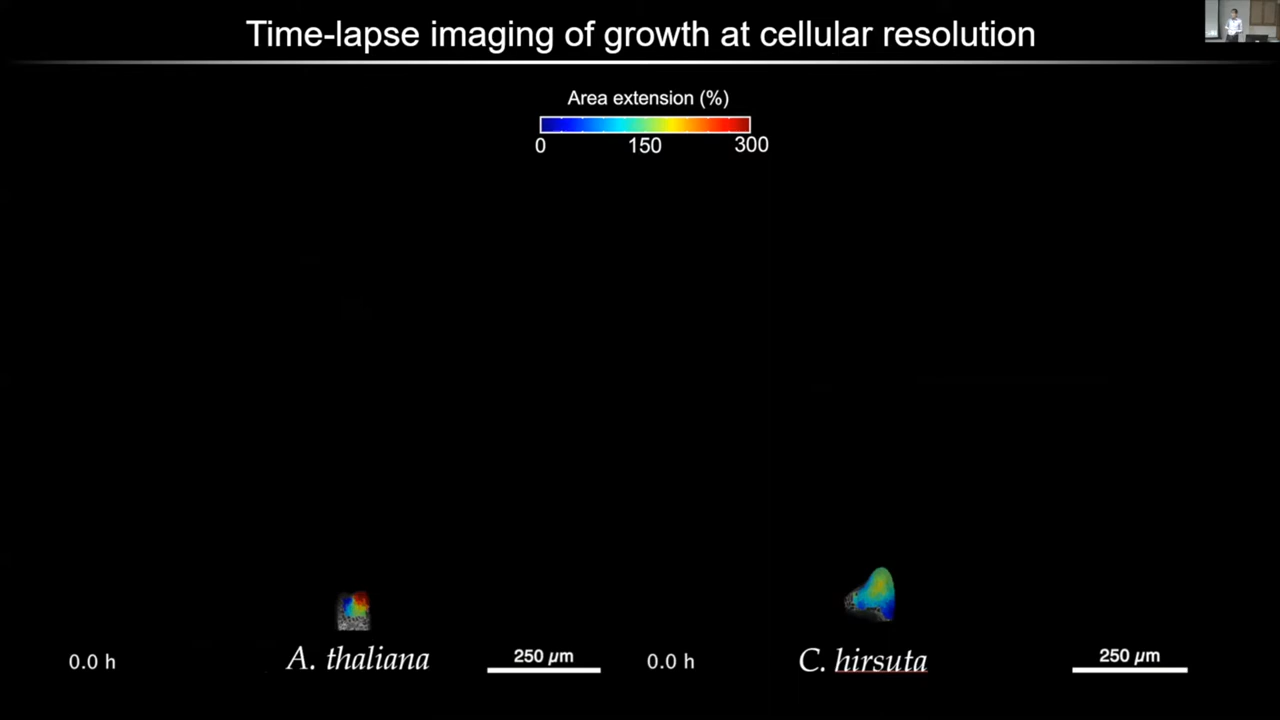 Time-lapse imaging of growth at cellular resolution
Area extension (%)
0 150 300
0.0 h A. thaliana 250 µm 0.0 h C. hirsuta 250 µm